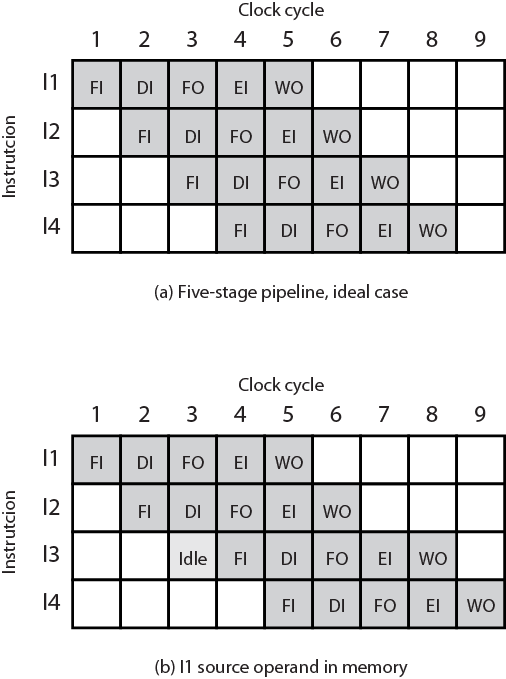 Clock cycle
1 2 3 4 5 6 7 8 9
I1 FI DI FO EI WO
I2 FI DI FO EI WO
I3 FI DI FO EI WO
I4 FI DI FO EI WO
Instrutcion
(a) Five-stage pipeline, ideal case
Clock cycle
1 2 3 4 5 6 7 8 9
I1 FI DI FO EI WO
I2 FI DI FO EI WO
I3 Idle FI DI FO EI WO
I4 FI DI FO EI WO
Instrutcion
(b) I1 source operand in memory